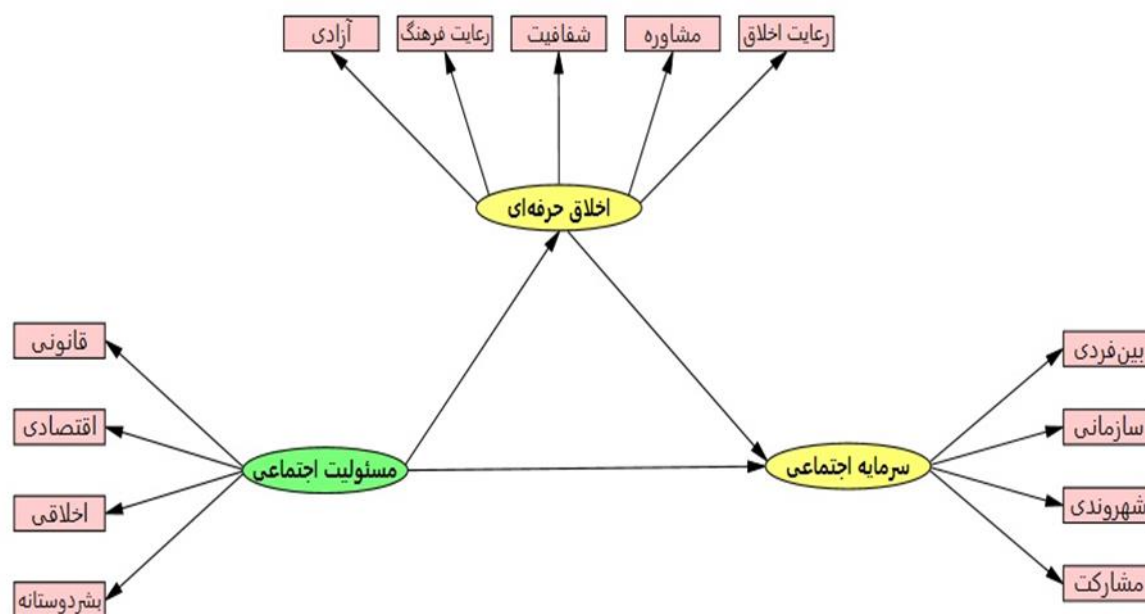 رعایت اخلاق
مشاوره
شفافیت
رعایت فرهنگ
آزادی
اخلاق حرفه‌ای
بین‌فردی
سازمانی
شهروندی
مشارکت
سرمایه اجتماعی
مسئولیت اجتماعی
قانونی
اقتصادی
اخلاقی
بشردوستانه